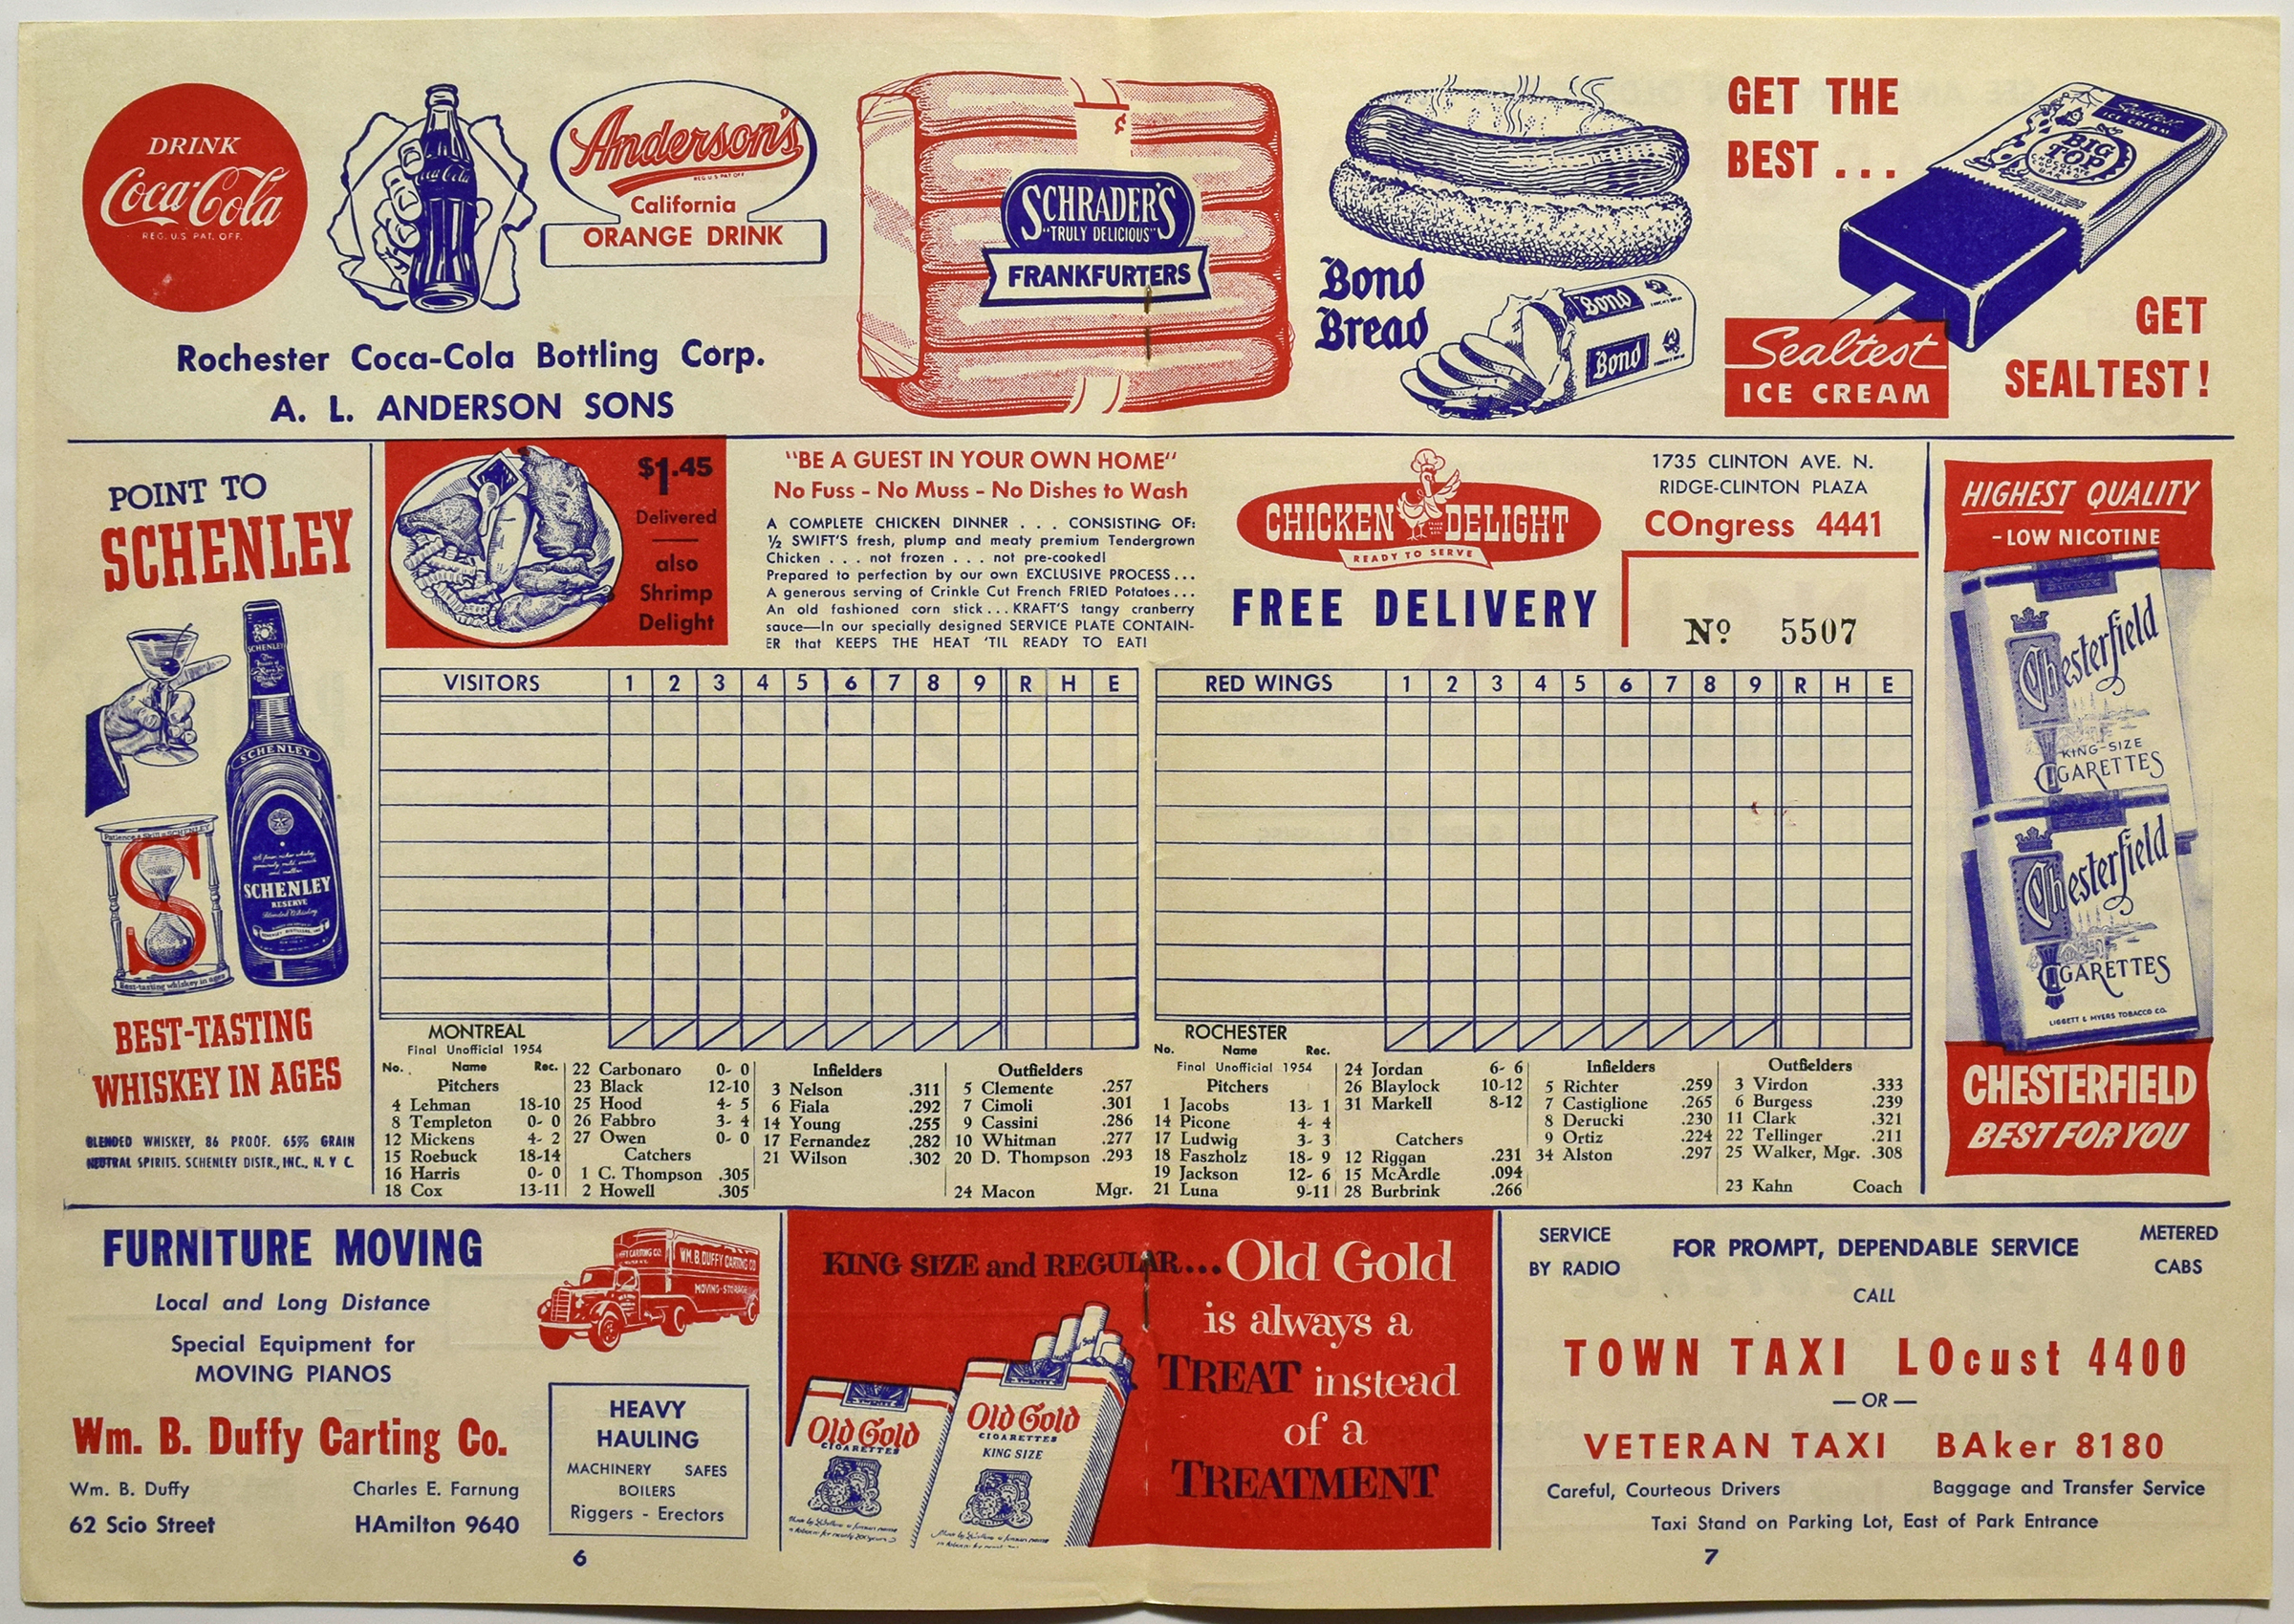 DRINK
Coca-Cola
REG. U.S. PAT. OFF.
Coca-Cola
Anderson's
REG. U.S. PAT OFF
California
ORANGE DRINK
Rochester Coca-Cola Bottling Corp.
A. L. ANDERSON SONS
¢
SCHRADER'S
"TRULY DELICIOUS"
FRANKFURTERS
Bond
Bread
Bond
Bond
GET THE
BEST . . .
Sealtest
ICE CREAM
BIG
TOP
Sealtest
ICE CREAM
GET
SEALTEST!
POINT TO
SCHENLEY
SCHENLEY
SCHENLEY
SCHENLEY
RESERVE
Blended Whiskey
Patience & Skill = SCHENLEY
S
Best-tasting whiskey in ages
BEST-TASTING
WHISKEY IN AGES
BLENDED WHISKEY, 86 PROOF. 65% GRAIN
NEUTRAL SPIRITS. SCHENLEY DISTR., INC., N. Y. C.
$1.45
Delivered
also
Shrimp
Delight
"BE A GUEST IN YOUR OWN HOME"
No Fuss - No Muss - No Dishes to Wash
A COMPLETE CHICKEN DINNER . . . CONSISTING OF:
½ SWIFT'S fresh, plump and meaty premium Tendergrown
Chicken . . . not frozen . . . not pre-cooked!
Prepared to perfection by our own EXCLUSIVE PROCESS . . .
A generous serving of Crinkle Cut French FRIED Potatoes . . .
An old fashioned corn stick . . . KRAFT'S tangy cranberry
sauce—In our specially designed SERVICE PLATE CONTAIN-
ER that KEEPS THE HEAT 'TIL READY TO EAT!
CHICKEN DELIGHT
READY TO SERVE
FREE DELIVERY
1735 CLINTON AVE. N.
RIDGE-CLINTON PLAZA
COngress 4441
Nº 5507
VISITORS 1 2 3 4 5 6 7 8 9 R H E
RED WINGS 1 2 3 4 5 6 7 8 9 R H E
MONTREAL
Final Unofficial 1954
No. Name Rec.
Pitchers
4 Lehman 18-10
8 Templeton 0- 0
12 Mickens 4- 2
15 Roebuck 18-14
16 Harris 0- 0
18 Cox 13-11
22 Carbonaro 0- 0
23 Black 12-10
25 Hood 4- 5
26 Fabbro 3- 4
27 Owen 0- 0
Catchers
1 C. Thompson .305
2 Howell .305
Infielders
3 Nelson .311
6 Fiala .292
14 Young .255
17 Fernandez .282
21 Wilson .302
Outfielders
5 Clemente .257
7 Cimoli .301
9 Cassini .286
10 Whitman .277
20 D. Thompson .293
24 Macon Mgr.
ROCHESTER
No. Name Rec.
Final Unofficial 1954
Pitchers
1 Jacobs 13- 1
14 Picone 4- 4
17 Ludwig 3- 3
18 Faszholz 18- 9
19 Jackson 12- 6
21 Luna 9-11
24 Jordan 6- 6
26 Blaylock 10-12
31 Markell 8-12
Catchers
12 Riggan .231
15 McArdle .094
28 Burbrink .266
Infielders
5 Richter .259
7 Castiglione .265
8 Derucki .230
9 Ortiz .224
34 Alston .297
Outfielders
3 Virdon .333
6 Burgess .239
11 Clark .321
22 Tellinger .211
25 Walker, Mgr. .308
23 Kahn Coach
HIGHEST QUALITY
- LOW NICOTINE
Chesterfield
KING-SIZE
CIGARETTES
Chesterfield
CIGARETTES
LIGGETT & MYERS TOBACCO CO.
CHESTERFIELD
BEST FOR YOU
FURNITURE MOVING
Local and Long Distance
Special Equipment for
MOVING PIANOS
Wm. B. Duffy Carting Co.
Wm. B. Duffy Charles E. Farnung
62 Scio Street HAmilton 9640
WM. B. DUFFY CARTING CO
MOVING-STORAGE
HEAVY
HAULING
MACHINERY SAFES
BOILERS
Riggers - Erectors
6
KING SIZE and REGULAR...Old Gold
is always a
TREAT instead
of a
TREATMENT
Old Gold
CIGARETTES
Old Gold
CIGARETTES
KING SIZE
SERVICE
BY RADIO
FOR PROMPT, DEPENDABLE SERVICE
METERED
CABS
CALL
TOWN TAXI LOcust 4400
— OR —
VETERAN TAXI BAker 8180
Careful, Courteous Drivers Baggage and Transfer Service
Taxi Stand on Parking Lot, East of Park Entrance
7